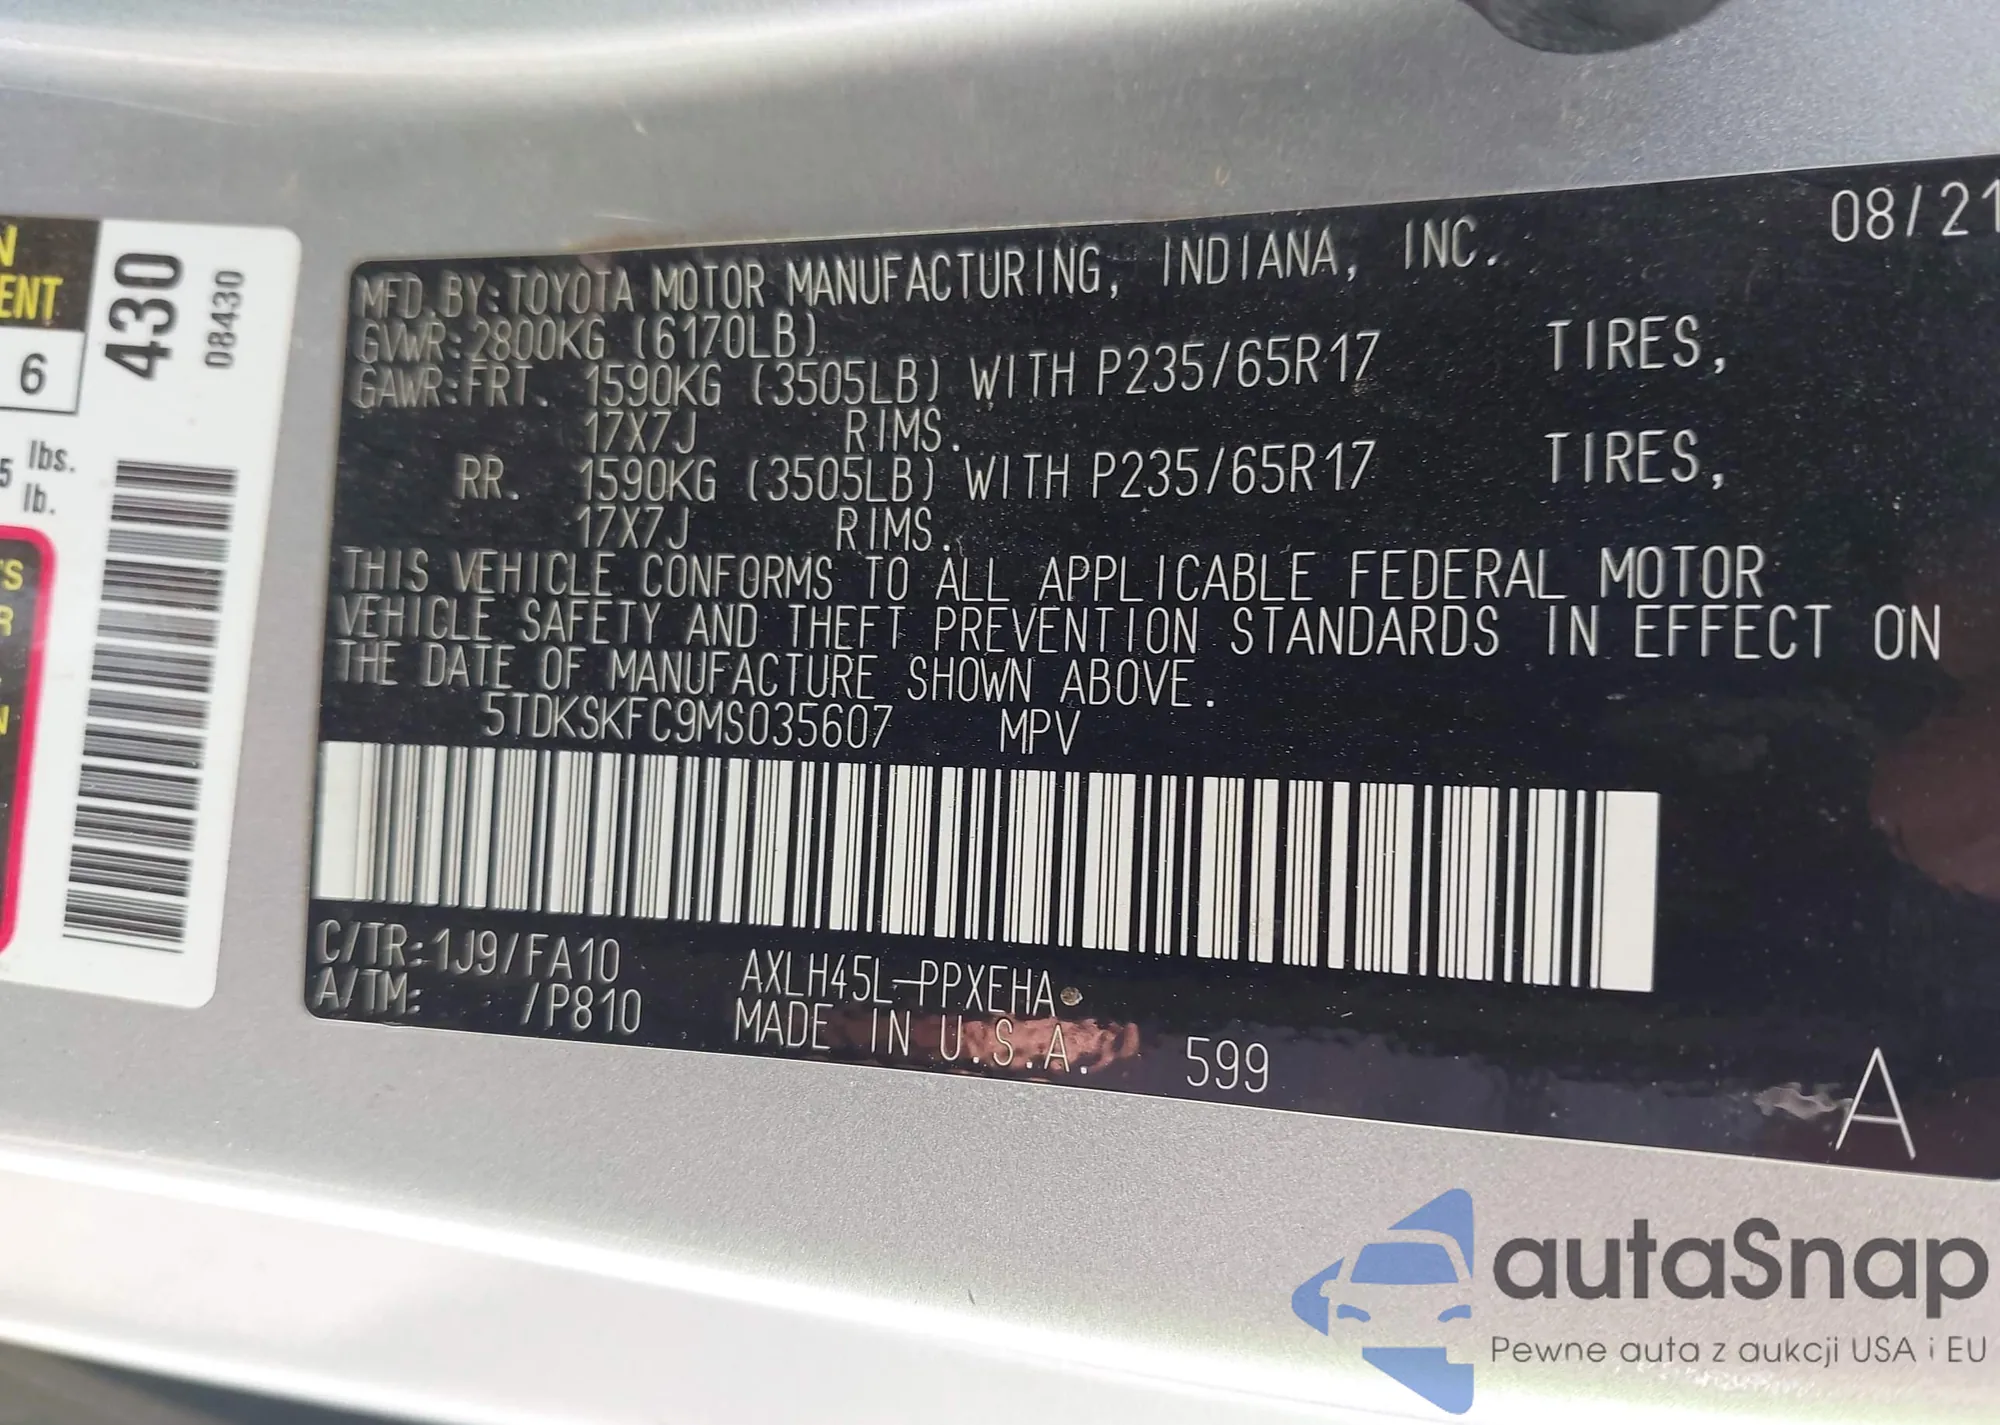 08/21
MFD.BY:TOYOTA MOTOR MANUFACTURING, INDIANA, INC.
GVWR:2800KG (6170LB)
GAWR:FRT. 1590KG (3505LB) WITH P235/65R17 TIRES,
17X7J RIMS.
RR. 1590KG (3505LB) WITH P235/65R17 TIRES,
17X7J RIMS.
THIS VEHICLE CONFORMS TO ALL APPLICABLE FEDERAL MOTOR
VEHICLE SAFETY AND THEFT PREVENTION STANDARDS IN EFFECT ON
THE DATE OF MANUFACTURE SHOWN ABOVE.
5TDKSKFC9MS035607 MPV
C/TR:1J9/FA10 AXLH45L-PPXEHA
A/TM: /P810 MADE IN U.S.A. 599
A
430
08430
N
ENT
6
5 lbs.
lb.
'S
R
N
autaSnap
Pewne auta z aukcji USA i EU